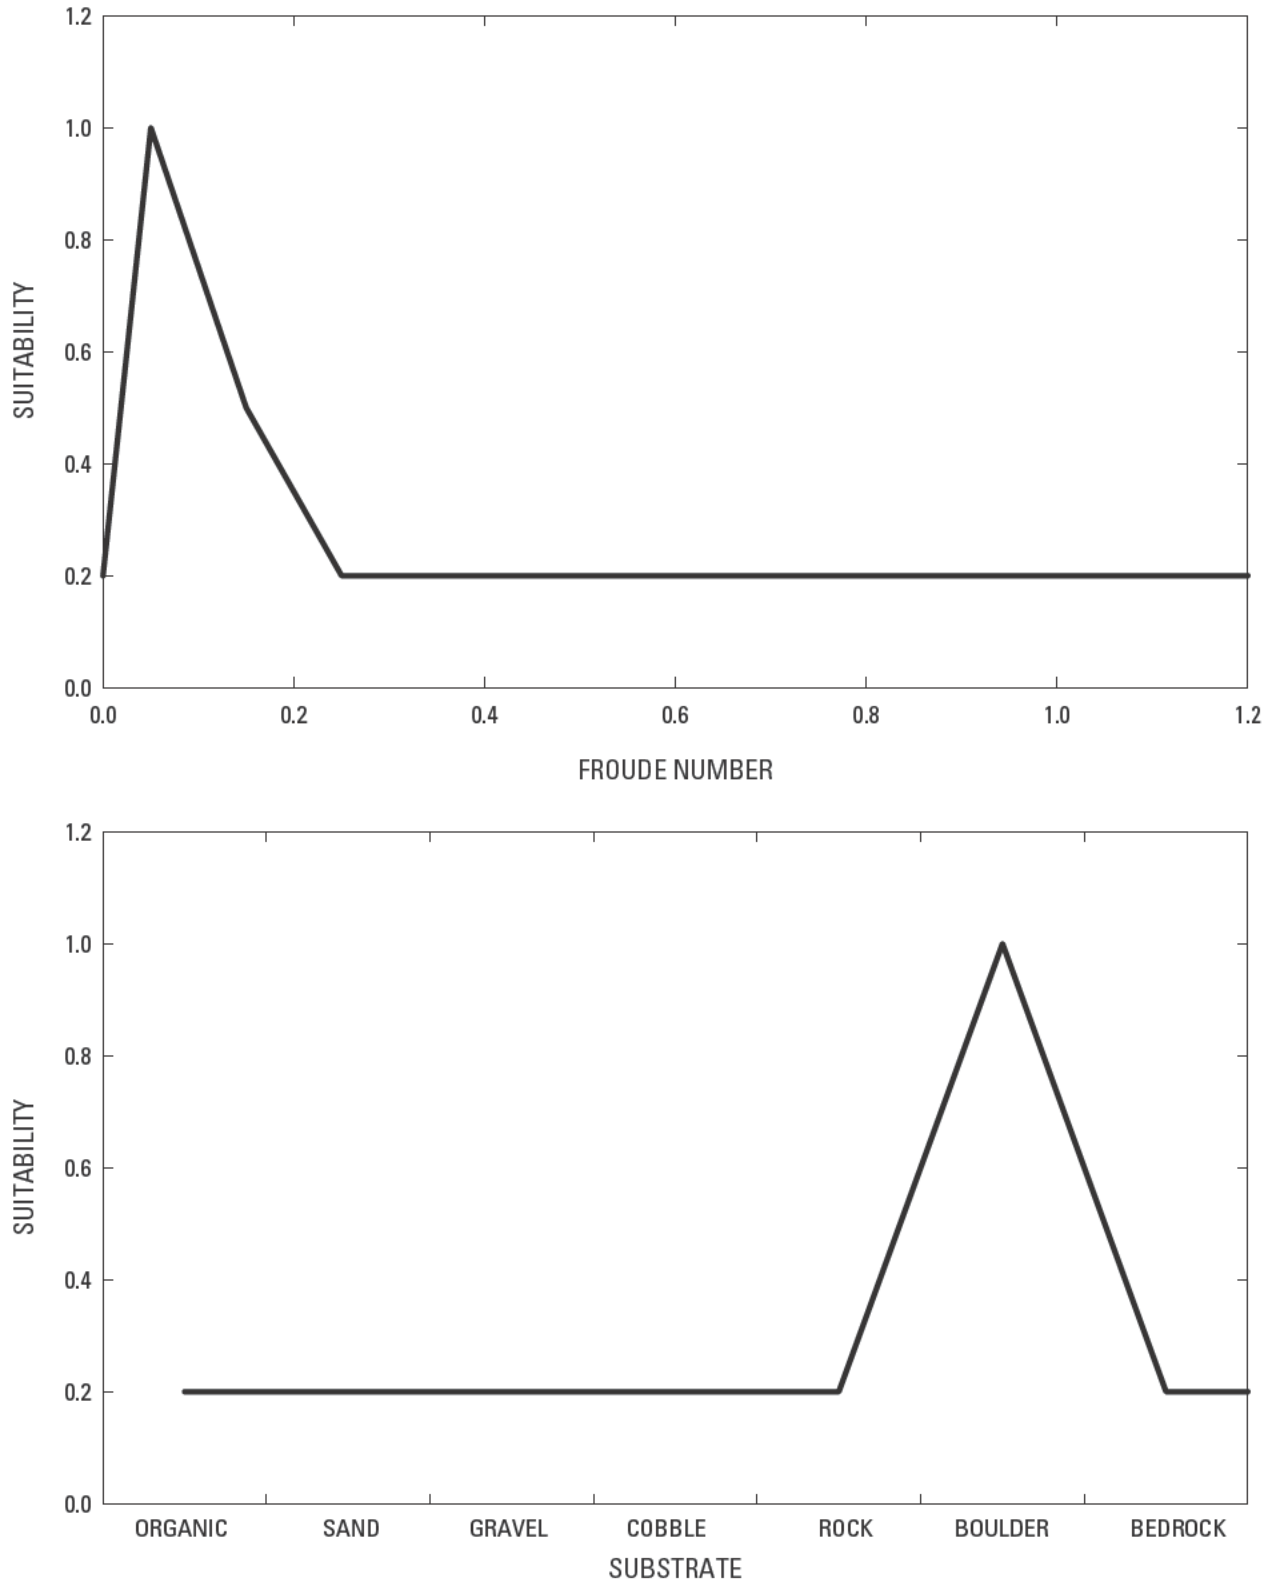 1.2
1.0
0.8
0.6
0.4
0.2
0.0
SUITABILITY
0.0 0.2 0.4 0.6 0.8 1.0 1.2
FROUDE NUMBER
1.2
1.0
0.8
0.6
0.4
0.2
0.0
SUITABILITY
ORGANIC SAND GRAVEL COBBLE ROCK BOULDER BEDROCK
SUBSTRATE